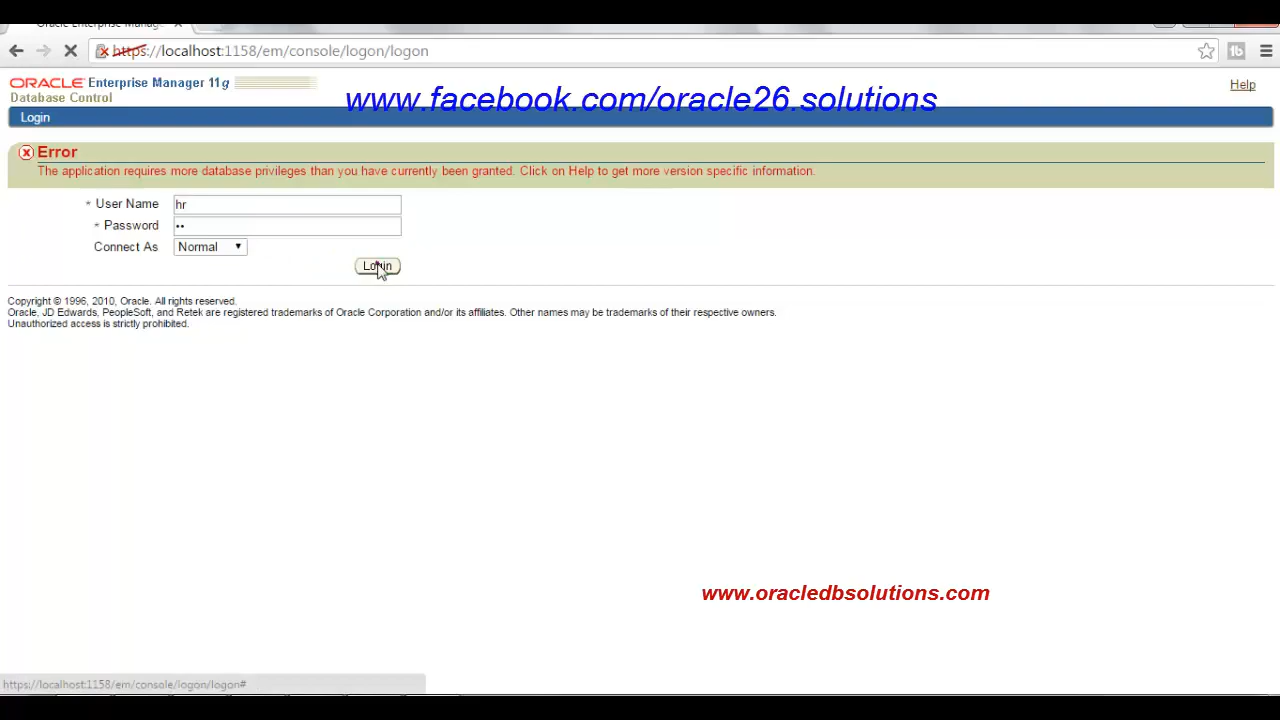 Oracle Enterprise Manage
https://localhost:1158/em/console/logon/logon
ORACLE Enterprise Manager 11g
Database Control
Help
www.facebook.com/oracle26.solutions
Login
Error
The application requires more database privileges than you have currently been granted. Click on Help to get more version specific information.
* User Name hr
* Password ••
Connect As Normal
Login
Copyright © 1996, 2010, Oracle. All rights reserved.
Oracle, JD Edwards, PeopleSoft, and Retek are registered trademarks of Oracle Corporation and/or its affiliates. Other names may be trademarks of their respective owners.
Unauthorized access is strictly prohibited.
www.oracledbsolutions.com
https://localhost:1158/em/console/logon/logon#